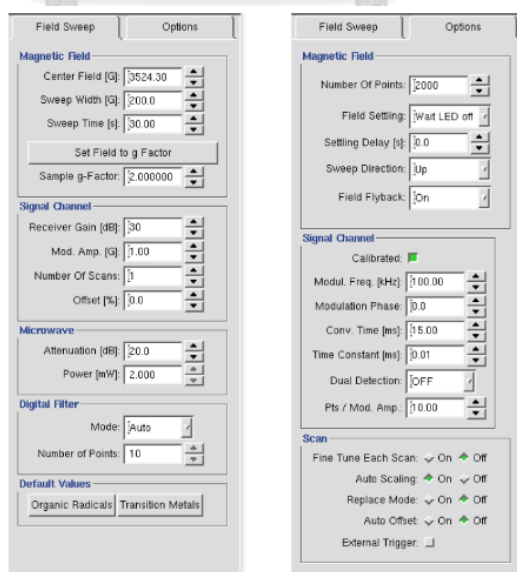 Field Sweep Options
Magnetic Field
Center Field [G]: 3524.30
Sweep Width [G]: 200.0
Sweep Time [s]: 30.00
Set Field to g Factor
Sample g-Factor: 2.000000
Signal Channel
Receiver Gain [dB]: 30
Mod. Amp. [G]: 1.00
Number Of Scans: 1
Offset [%]: 0.0
Microwave
Attenuation [dB]: 20.0
Power [mW]: 2.000
Digital Filter
Mode: Auto
Number of Points: 10
Default Values
Organic Radicals Transition Metals
Field Sweep Options
Magnetic Field
Number Of Points: 2000
Field Settling: Wait LED off
Settling Delay [s]: 0.0
Sweep Direction: Up
Field Flyback: On
Signal Channel
Calibrated:
Modul. Freq. [kHz]: 100.00
Modulation Phase: 0.0
Conv. Time [ms]: 15.00
Time Constant [ms]: 0.01
Dual Detection: OFF
Pts / Mod. Amp.: 10.00
Scan
Fine Tune Each Scan: On Off
Auto Scaling: On Off
Replace Mode: On Off
Auto Offset: On Off
External Trigger: